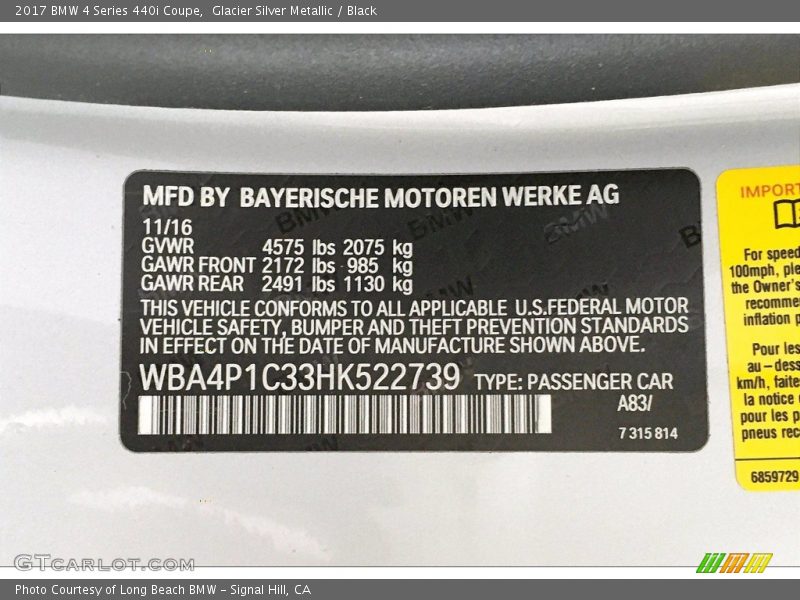 2017 BMW 4 Series 440i Coupe,  Glacier Silver Metallic / Black
MFD BY BAYERISCHE MOTOREN WERKE AG
11/16
GVWR 4575 lbs 2075 kg
GAWR FRONT 2172 lbs 985 kg
GAWR REAR 2491 lbs 1130 kg
THIS VEHICLE CONFORMS TO ALL APPLICABLE U.S.FEDERAL MOTOR
VEHICLE SAFETY, BUMPER AND THEFT PREVENTION STANDARDS
IN EFFECT ON THE DATE OF MANUFACTURE SHOWN ABOVE.
WBA4P1C33HK522739 TYPE: PASSENGER CAR
A83/
7 315 814
IMPORT
For speed
100mph, ple
the Owner's
recomme
inflation p
Pour les
au-dess
km/h, faite
la notice
pour les p
pneus rec
6859729
GTCARLOT.COM
Photo Courtesy of Long Beach BMW - Signal Hill, CA